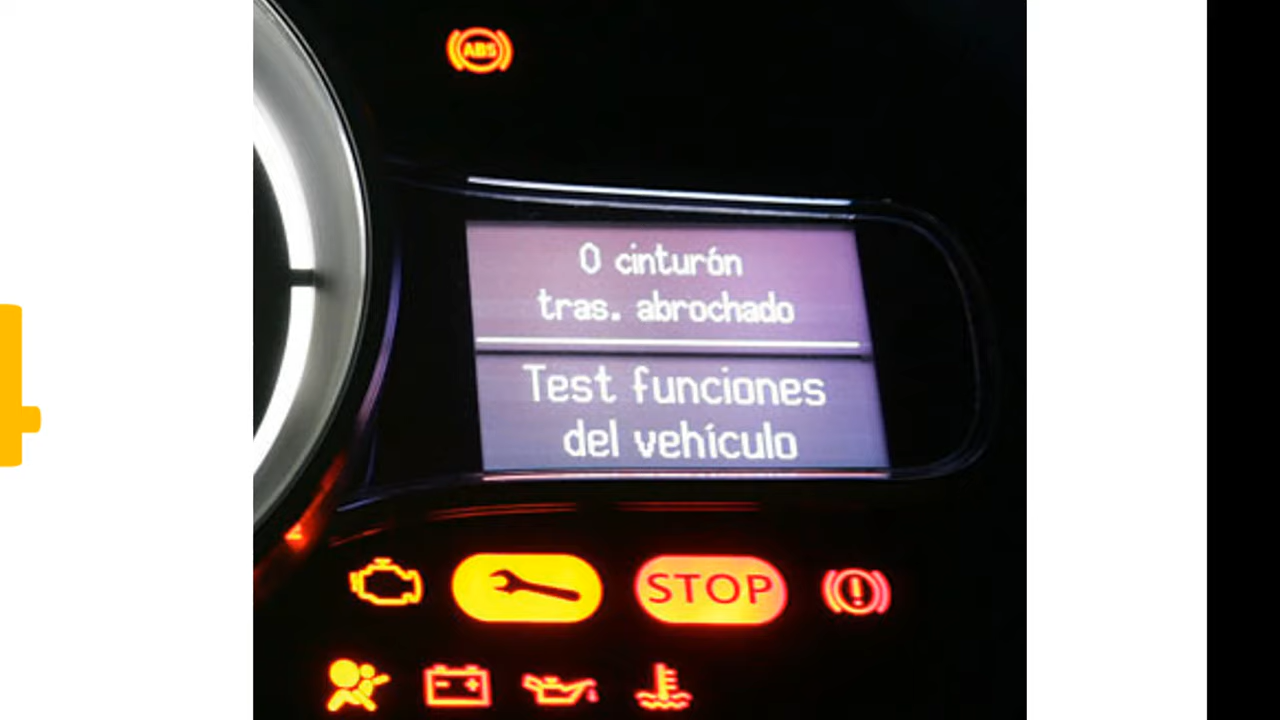 ABS
0 cinturón
tras. abrochado
Test funciones
del vehículo
STOP